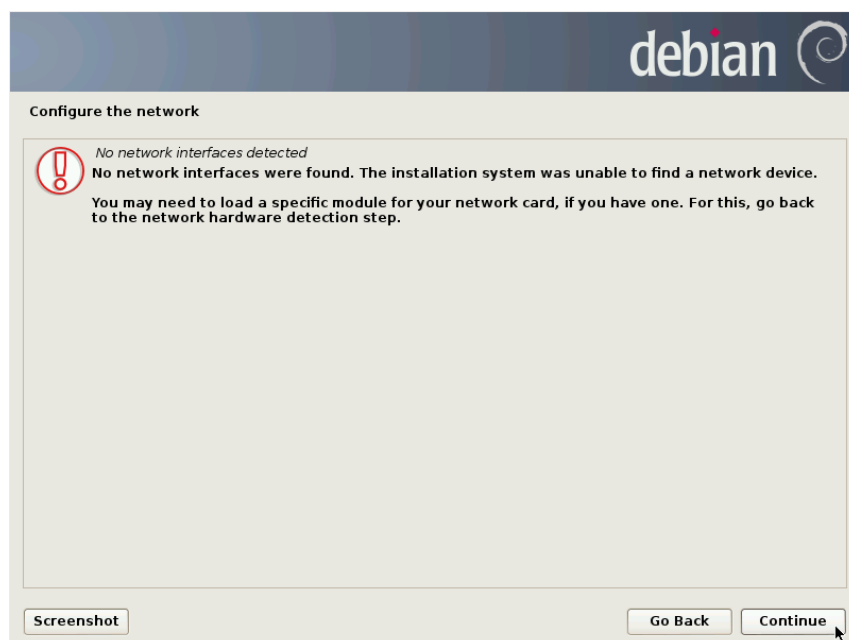 debian
Configure the network
No network interfaces detected
No network interfaces were found. The installation system was unable to find a network device.
You may need to load a specific module for your network card, if you have one. For this, go back
to the network hardware detection step.
Screenshot
Go Back
Continue